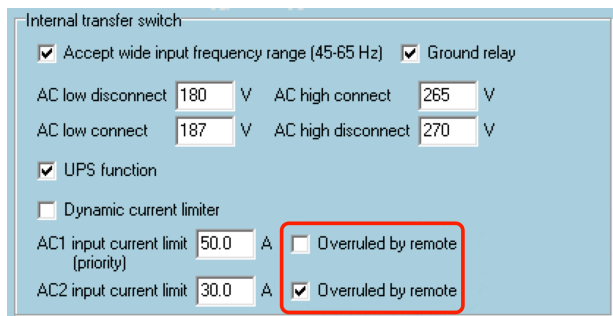 Internal transfer switch
Accept wide input frequency range (45-65 Hz) Ground relay
AC low disconnect 180 V AC high connect 265 V
AC low connect 187 V AC high disconnect 270 V
UPS function
Dynamic current limiter
AC1 input current limit 50.0 A Overruled by remote
(priority)
AC2 input current limit 30.0 A Overruled by remote